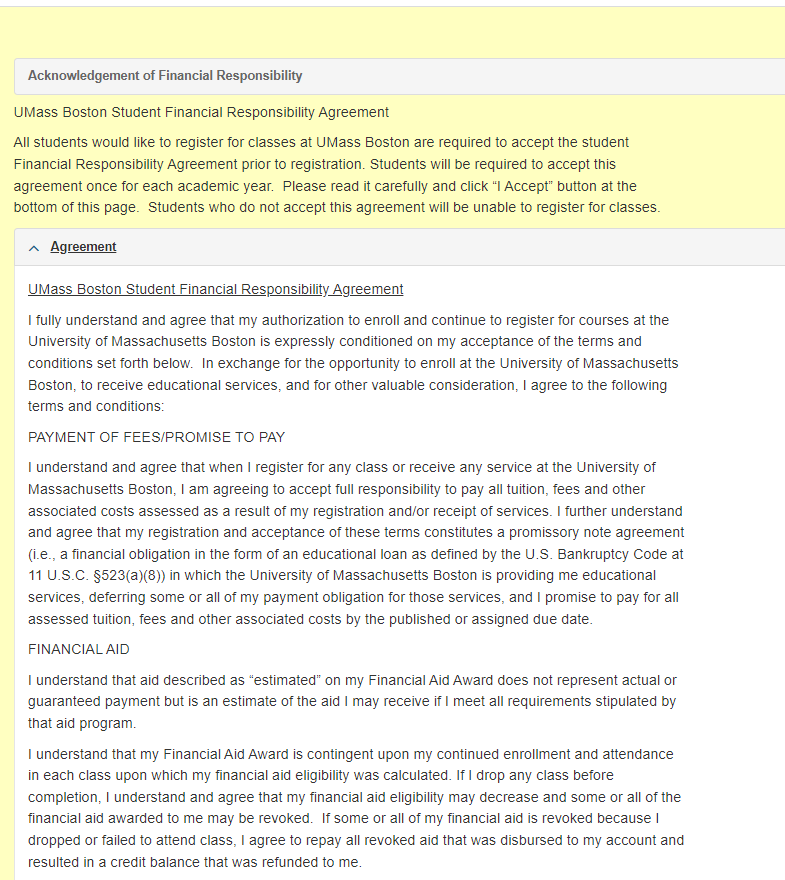 Acknowledgement of Financial Responsibility
UMass Boston Student Financial Responsibility Agreement
All students would like to register for classes at UMass Boston are required to accept the student
Financial Responsibility Agreement prior to registration. Students will be required to accept this
agreement once for each academic year.  Please read it carefully and click “I Accept” button at the
bottom of this page.  Students who do not accept this agreement will be unable to register for classes.
Agreement
UMass Boston Student Financial Responsibility Agreement
I fully understand and agree that my authorization to enroll and continue to register for courses at the
University of Massachusetts Boston is expressly conditioned on my acceptance of the terms and
conditions set forth below.  In exchange for the opportunity to enroll at the University of Massachusetts
Boston, to receive educational services, and for other valuable consideration, I agree to the following
terms and conditions:
PAYMENT OF FEES/PROMISE TO PAY
I understand and agree that when I register for any class or receive any service at the University of
Massachusetts Boston, I am agreeing to accept full responsibility to pay all tuition, fees and other
associated costs assessed as a result of my registration and/or receipt of services. I further understand
and agree that my registration and acceptance of these terms constitutes a promissory note agreement
(i.e., a financial obligation in the form of an educational loan as defined by the U.S. Bankruptcy Code at
11 U.S.C. §523(a)(8)) in which the University of Massachusetts Boston is providing me educational
services, deferring some or all of my payment obligation for those services, and I promise to pay for all
assessed tuition, fees and other associated costs by the published or assigned due date.
FINANCIAL AID
I understand that aid described as “estimated” on my Financial Aid Award does not represent actual or
guaranteed payment but is an estimate of the aid I may receive if I meet all requirements stipulated by
that aid program.
I understand that my Financial Aid Award is contingent upon my continued enrollment and attendance
in each class upon which my financial aid eligibility was calculated. If I drop any class before
completion, I understand and agree that my financial aid eligibility may decrease and some or all of the
financial aid awarded to me may be revoked.  If some or all of my financial aid is revoked because I
dropped or failed to attend class, I agree to repay all revoked aid that was disbursed to my account and
resulted in a credit balance that was refunded to me.